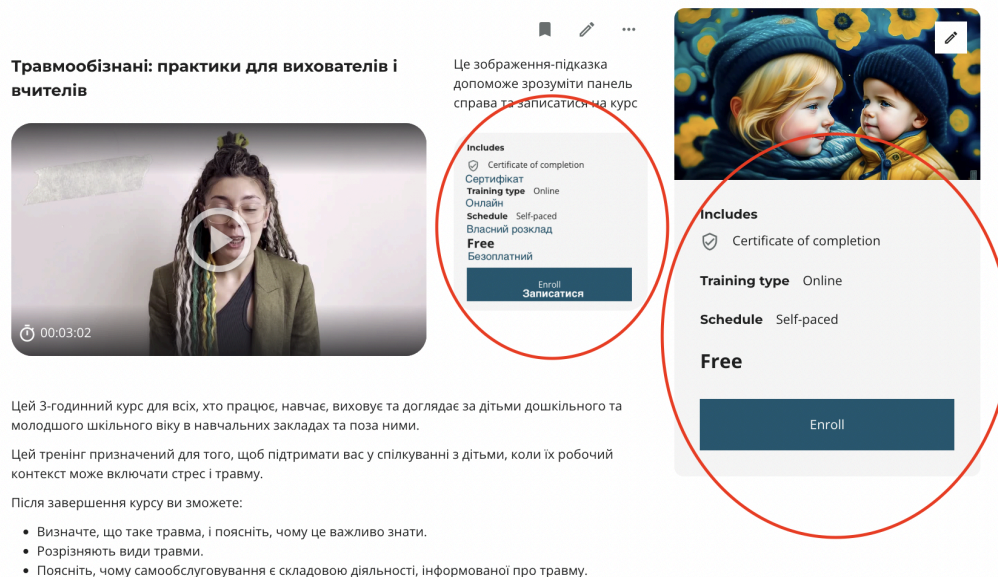 Травмообізнані: практики для вихователів і
вчителів
00:03:02
Це зображення-підказка
допоможе зрозуміти панель
справа та записатися на курс
Includes
Certificate of completion
Сертифікат
Training type Online
Онлайн
Schedule Self-paced
Власний розклад
Free
Безоплатний
Enroll
Записатися
Includes
Certificate of completion
Training type Online
Schedule Self-paced
Free
Enroll
Цей 3-годинний курс для всіх, хто працює, навчає, виховує та доглядає за дітьми дошкільного та
молодшого шкільного віку в навчальних закладах та поза ними.
Цей тренінг призначений для того, щоб підтримати вас у спілкуванні з дітьми, коли їх робочий
контекст може включати стрес і травму.
Після завершення курсу ви зможете:
• Визначте, що таке травма, і поясніть, чому це важливо знати.
• Розрізняють види травми.
• Поясніть, чому самообслуговування є складовою діяльності, інформованої про травму.